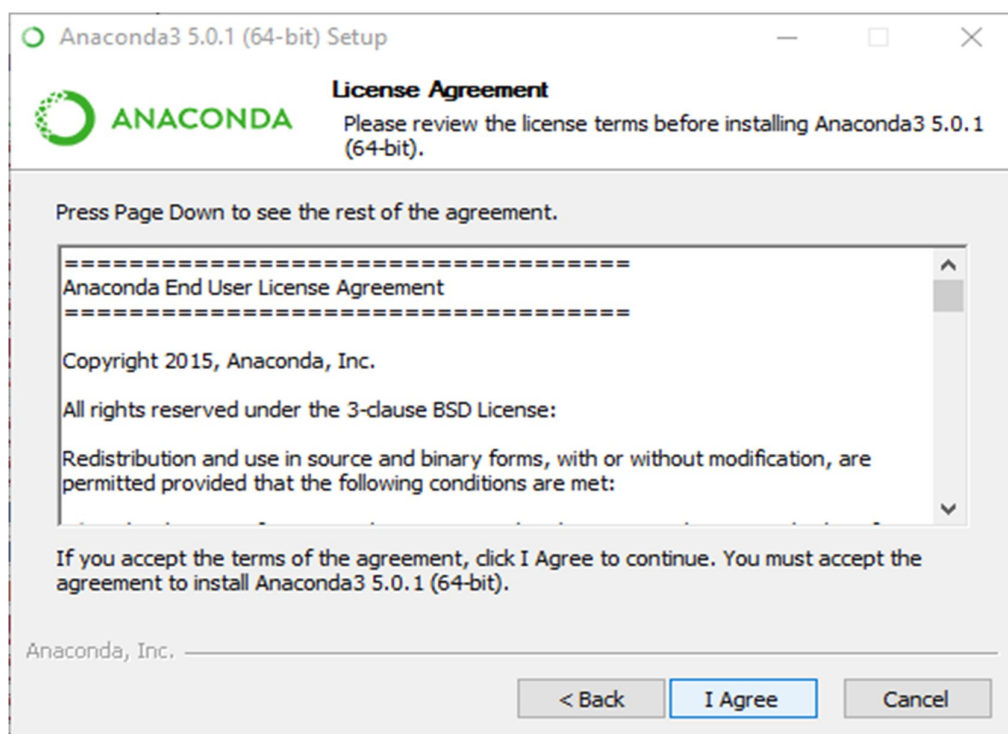 Anaconda3 5.0.1 (64-bit) Setup
ANACONDA
License Agreement
Please review the license terms before installing Anaconda3 5.0.1
(64-bit).
Press Page Down to see the rest of the agreement.
===================================
Anaconda End User License Agreement
===================================
Copyright 2015, Anaconda, Inc.
All rights reserved under the 3-clause BSD License:
Redistribution and use in source and binary forms, with or without modification, are
permitted provided that the following conditions are met:
If you accept the terms of the agreement, click I Agree to continue. You must accept the
agreement to install Anaconda3 5.0.1 (64-bit).
Anaconda, Inc.
< Back
I Agree
Cancel